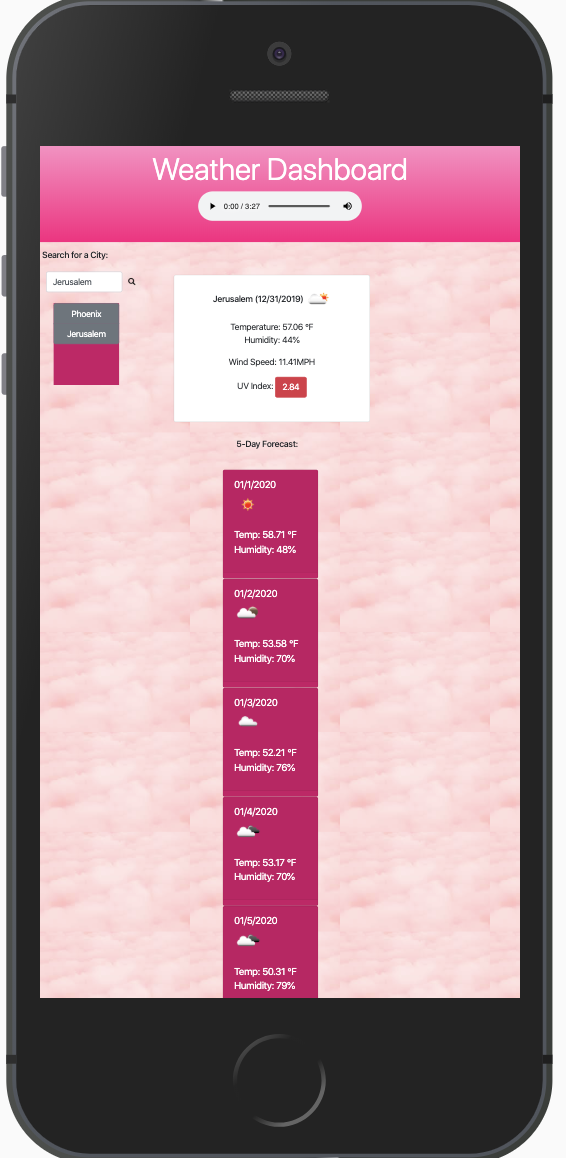 Weather Dashboard
0:00 / 3:27
Search for a City:
Jerusalem
Phoenix
Jerusalem
Jerusalem (12/31/2019)
Temperature: 57.06 °F
Humidity: 44%
Wind Speed: 11.41MPH
UV Index: 2.84
5-Day Forecast:
01/1/2020
Temp: 58.71 °F
Humidity: 48%
01/2/2020
Temp: 53.58 °F
Humidity: 70%
01/3/2020
Temp: 52.21 °F
Humidity: 76%
01/4/2020
Temp: 53.17 °F
Humidity: 70%
01/5/2020
Temp: 50.31 °F
Humidity: 79%